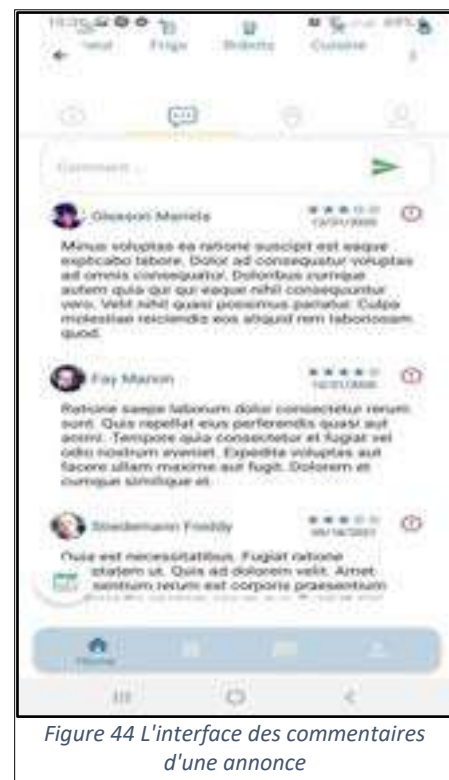 Frigo
Cuisine
Comment ...
Gleason Mariela
Minus voluptas ea ratione suscipit est eaque
explicabo labore. Dolor ad consequatur voluptas
ad omnis consequatur. Doloribus cumque
autem quia qui qui eaque nihil consequuntur
vero. Velit nihil quasi possimus pariatur. Culpa
molestiae reiciendis eos aliquid rem laboriosam
quod.
Fay Manon
Ratione saepe laborum dolor consectetur rerum
sunt. Quis repellat eius perferendis quasi aut
animi. Tempore quia consectetur et fugiat vel
odio nostrum eveniet. Expedita voluptas aut
facere ullam maxime aut fugit. Dolorem et
cumque similique et.
Stiedemann Freddy
Quia est necessitatibus. Fugiat ratione
statem ut. Quis ad dolorem velit. Amet
sentium rerum est corporis praesentium
Home
Figure 44 L'interface des commentaires
d'une annonce